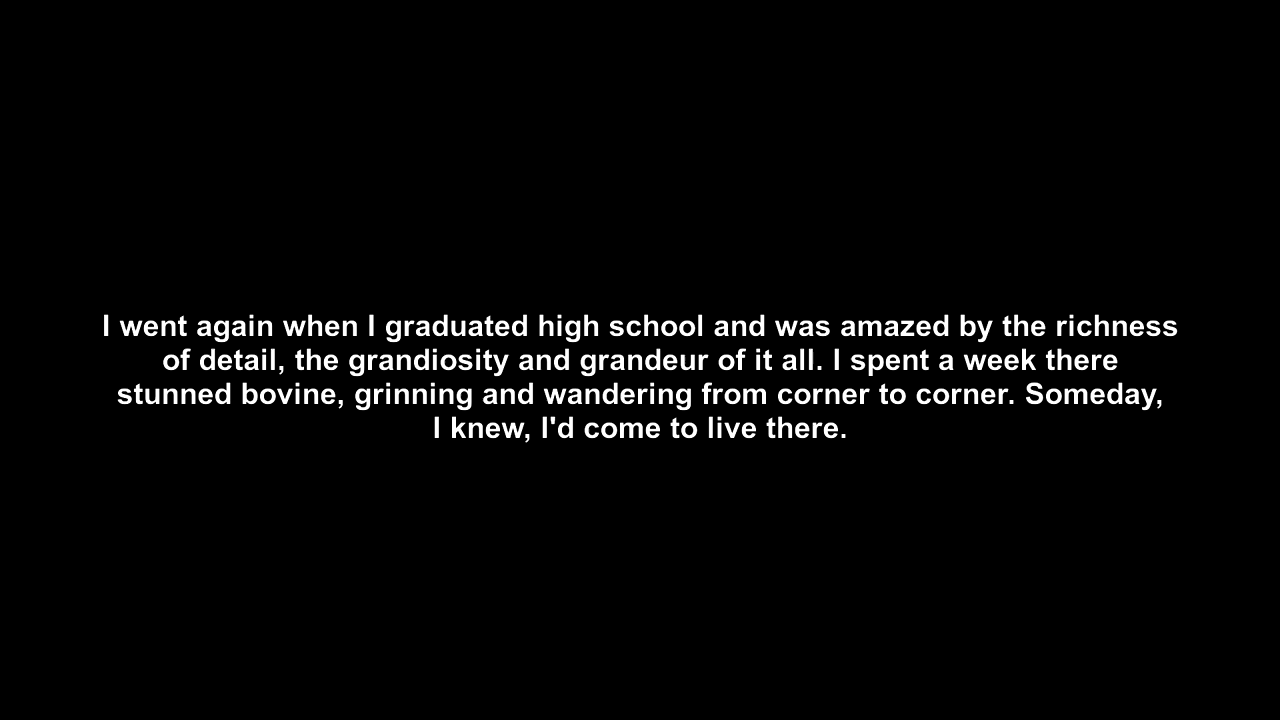 I went again when I graduated high school and was amazed by the richness
of detail, the grandiosity and grandeur of it all. I spent a week there
stunned bovine, grinning and wandering from corner to corner. Someday,
I knew, I'd come to live there.